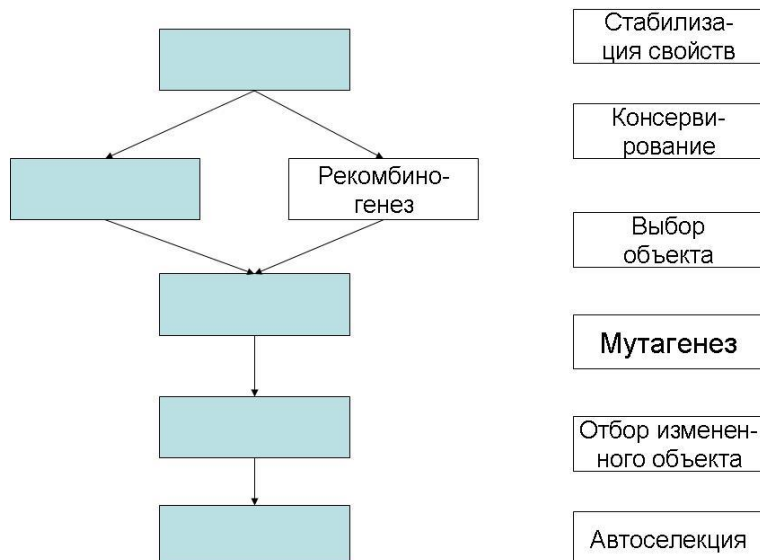 Стабилиза-
ция свойств
Консерви-
рование
Рекомбино-
генез
Выбор
объекта
Мутагенез
Отбор изменен-
ного объекта
Автоселекция